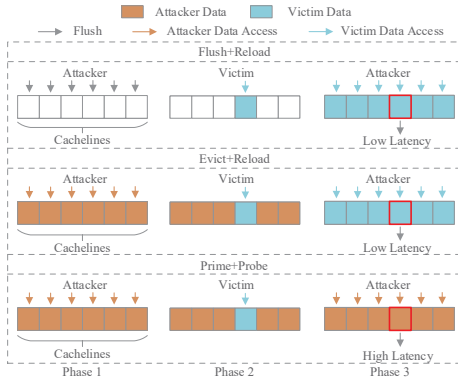 Attacker Data Victim Data
Flush Attacker Data Access Victim Data Access
Flush+Reload
Attacker Victim Attacker
Cachelines Low Latency
Evict+Reload
Attacker Victim Attacker
Cachelines Low Latency
Prime+Probe
Attacker Victim Attacker
Cachelines High Latency
Phase 1 Phase 2 Phase 3